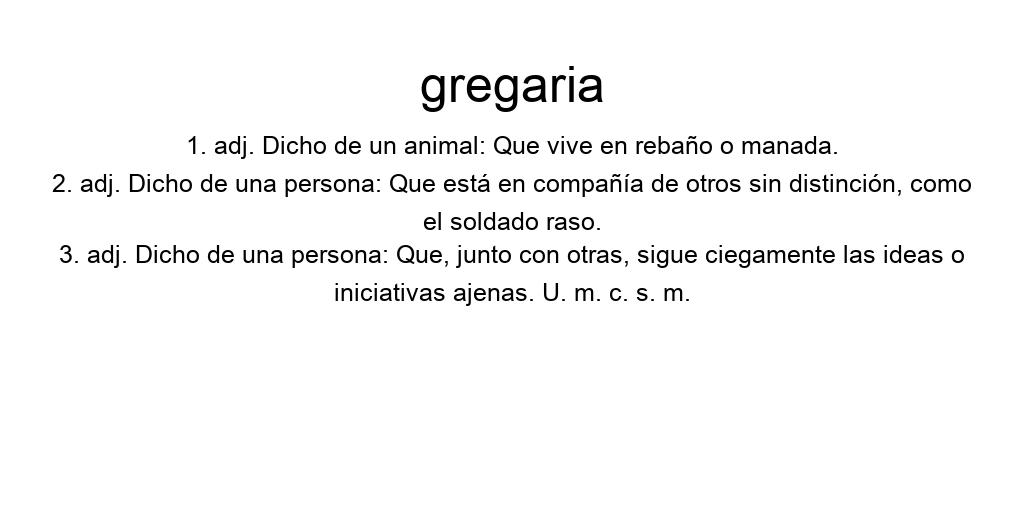 gregaria
1. adj. Dicho de un animal: Que vive en rebaño o manada.
2. adj. Dicho de una persona: Que está en compañía de otros sin distinción, como
el soldado raso.
3. adj. Dicho de una persona: Que, junto con otras, sigue ciegamente las ideas o
iniciativas ajenas. U. m. c. s. m.